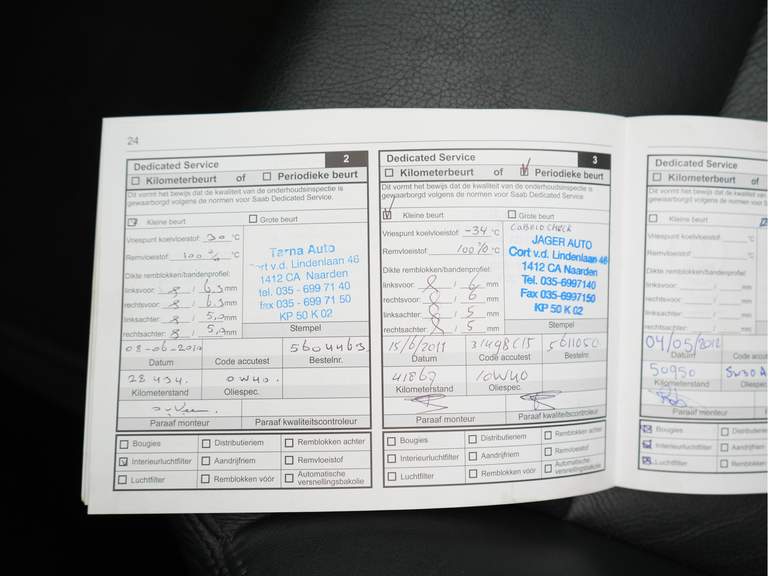 24
Dedicated Service 2
Kilometerbeurt of Periodieke beurt
Dit vormt het bewijs dat de kwaliteit van de onderhoudsinspectie is
gewaarborgd volgens de normen voor Saab Dedicated Service.
Kleine beurt Grote beurt
Vriespunt koelvloeistof 30 °C
Remvloeistof 100% °C
Dikte remblokken/bandenprofiel:
linksvoor: 8 / 6,3 mm
rechtsvoor: 8 / 6,3 mm
linksachter: 8 / 5,0 mm
rechtsachter: 8 / 5,0 mm
Terna Auto
Cort v.d. Lindenlaan 46
1412 CA Naarden
tel. 035 - 699 71 40
fax 035 - 699 71 50
KP 50 K 02
Stempel
08-06-2010 5604463
Datum Code accutest Bestelnr.
28434. 0W40.
Kilometerstand Oliespec.
Paraaf monteur Paraaf kwaliteitscontroleur
Bougies Distributieriem Remblokken achter
Interieurluchtfilter Aandrijfriem Remvloeistof
Luchtfilter Remblokken vóór Automatische
versnellingsbakolie
Dedicated Service 3
Kilometerbeurt of Periodieke beurt
Dit vormt het bewijs dat de kwaliteit van de onderhoudsinspectie is
gewaarborgd volgens de normen voor Saab Dedicated Service.
Kleine beurt Grote beurt
Vriespunt koelvloeistof -34 °C
Remvloeistof 100% °C
Dikte remblokken/bandenprofiel:
linksvoor: 8 / 6 mm
rechtsvoor: 8 / 6 mm
linksachter: 8 / 5 mm
rechtsachter: 8 / 5 mm
CABRIO CHECK
JAGER AUTO
Cort v.d. Lindenlaan 46
1412 CA Naarden
Tel. 035-6997140
Fax 035-6997150
KP 50 K 02
Stempel
15/6/2011 31498C15 5611050
Datum Code accutest Bestelnr.
41867 10W40
Kilometerstand Oliespec.
Paraaf monteur Paraaf kwaliteitscontroleur
Bougies Distributieriem Remblokken achter
Interieurluchtfilter Aandrijfriem Remvloeistof
Luchtfilter Remblokken vóór Automatische
versnellingsbakolie
Dedicated Service
Kilometerbeurt of
Dit vormt het bewijs dat de kwaliteit van de
gewaarborgd volgens de normen voor Saab
Kleine beurt
Vriespunt koelvloeistof
Remvloeistof
Dikte remblokken/bandenprofiel:
linksvoor: /
rechtsvoor: /
linksachter: /
rechtsachter: /
04/05/2012
Datum Code
50950 5W30
Kilometerstand Oliespec.
Paraaf monteur
Bougies Distributieriem
Interieurluchtfilter Aandrijfriem
Luchtfilter Remblokken